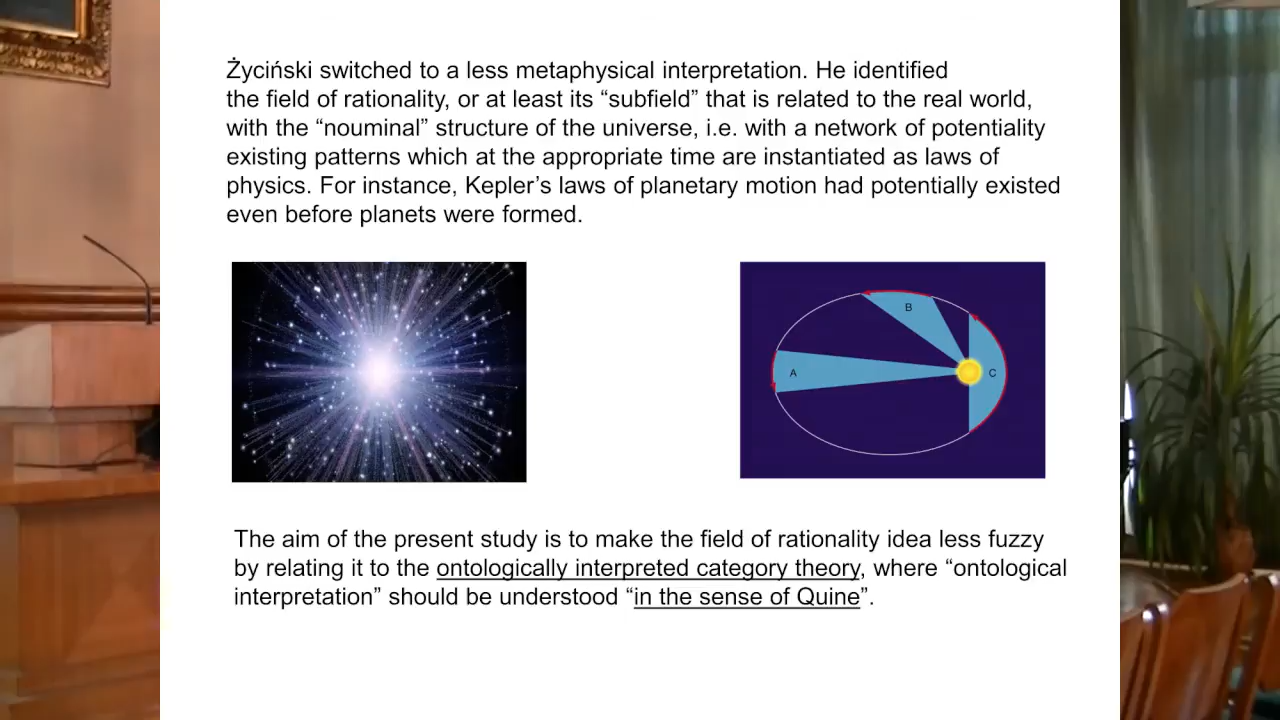 Życiński switched to a less metaphysical interpretation. He identified
the field of rationality, or at least its “subfield” that is related to the real world,
with the “nouminal” structure of the universe, i.e. with a network of potentiality
existing patterns which at the appropriate time are instantiated as laws of
physics. For instance, Kepler’s laws of planetary motion had potentially existed
even before planets were formed.
B
A
C
The aim of the present study is to make the field of rationality idea less fuzzy
by relating it to the ontologically interpreted category theory, where “ontological
interpretation” should be understood “in the sense of Quine”.